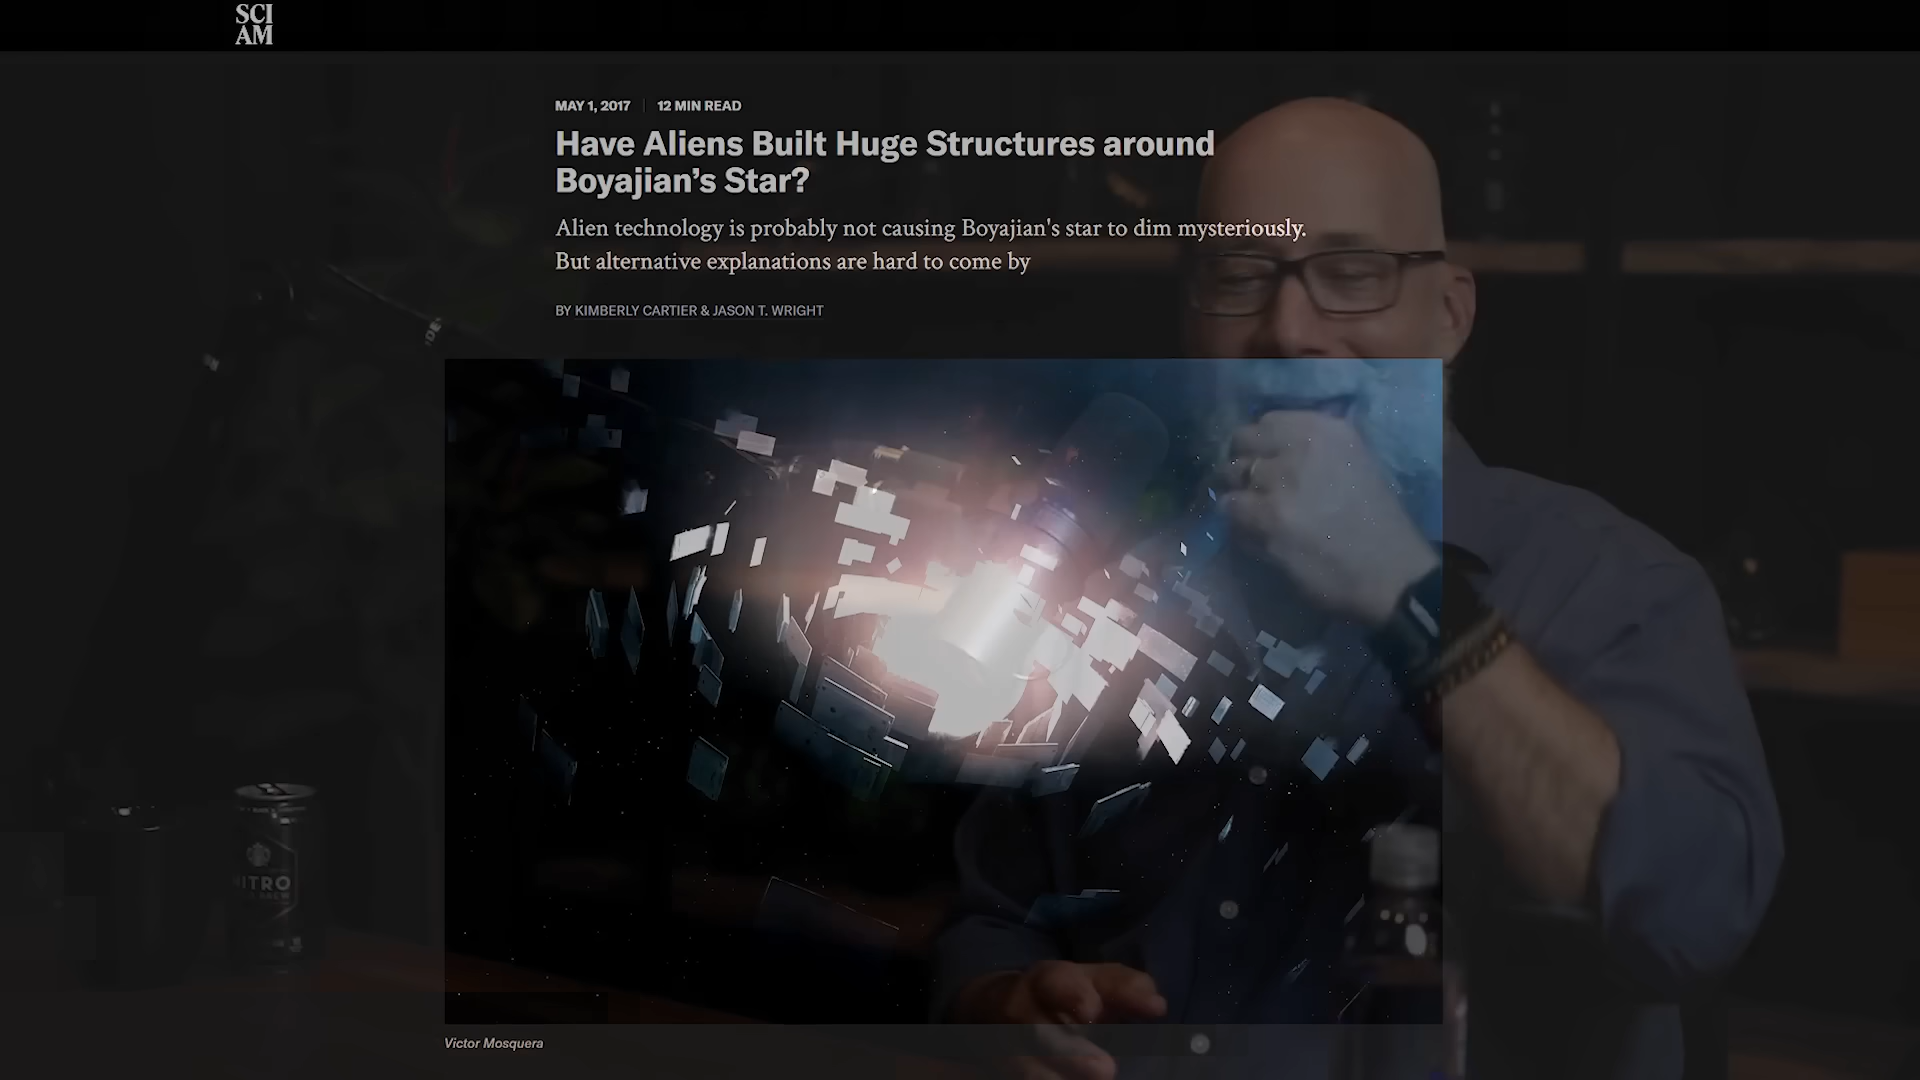 SCI
AM
MAY 1, 2017 12 MIN READ
Have Aliens Built Huge Structures around
Boyajian’s Star?
Alien technology is probably not causing Boyajian's star to dim mysteriously.
But alternative explanations are hard to come by
BY KIMBERLY CARTIER & JASON T. WRIGHT
Victor Mosquera